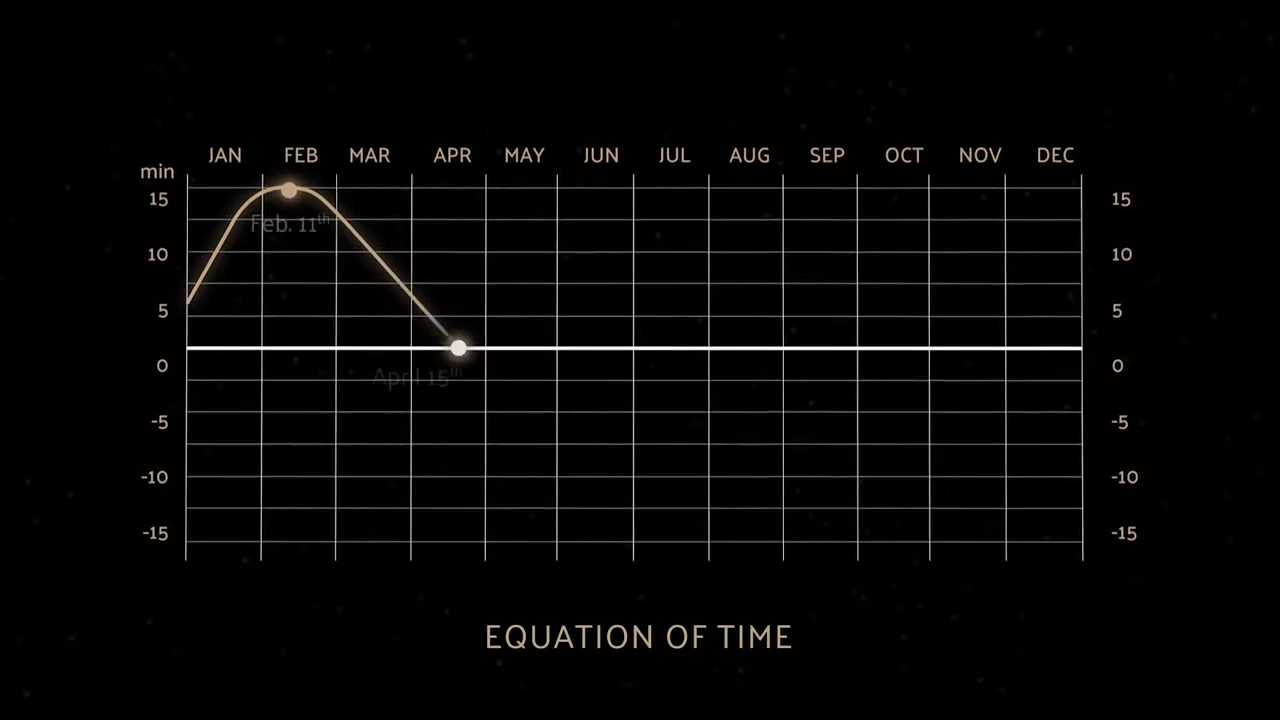 JAN FEB MAR APR MAY JUN JUL AUG SEP OCT NOV DEC
min
15 15
Feb. 11th
10 10
5 5
0 0
April 15th
-5 -5
-10 -10
-15 -15
EQUATION OF TIME